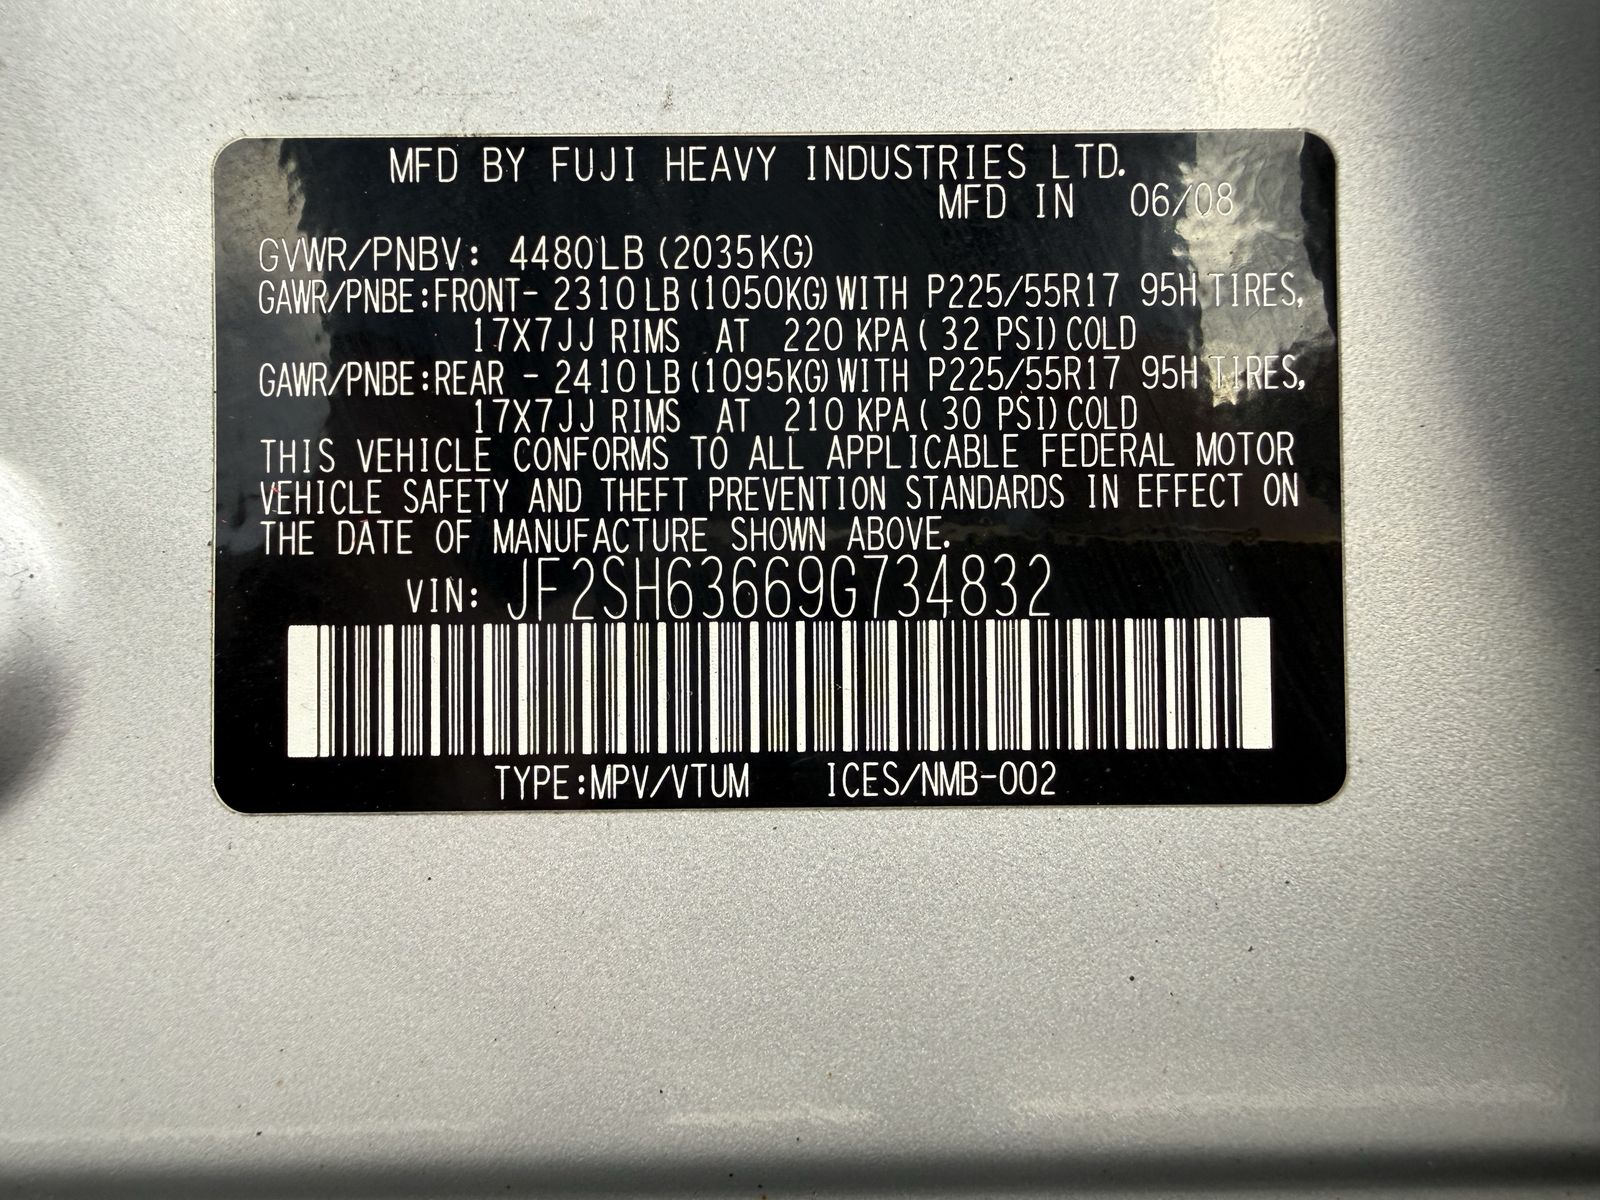 MFD BY FUJI HEAVY INDUSTRIES LTD.
MFD IN 06/08
GVWR/PNBV: 4480LB (2035KG)
GAWR/PNBE:FRONT- 2310LB (1050KG) WITH P225/55R17 95H TIRES,
17X7JJ RIMS AT 220 KPA ( 32 PSI) COLD
GAWR/PNBE:REAR - 2410LB (1095KG) WITH P225/55R17 95H TIRES,
17X7JJ RIMS AT 210 KPA ( 30 PSI) COLD
THIS VEHICLE CONFORMS TO ALL APPLICABLE FEDERAL MOTOR
VEHICLE SAFETY AND THEFT PREVENTION STANDARDS IN EFFECT ON
THE DATE OF MANUFACTURE SHOWN ABOVE.
VIN: JF2SH63669G734832
TYPE:MPV/VTUM ICES/NMB-002